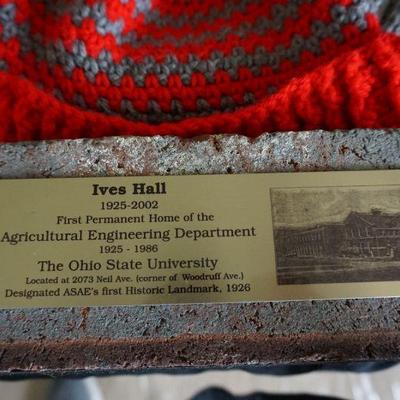 Ives Hall
1925-2002
First Permanent Home of the
Agricultural Engineering Department
1925 - 1986
The Ohio State University
Located at 2073 Neil Ave. (corner of Woodruff Ave.)
Designated ASAE's first Historic Landmark, 1926